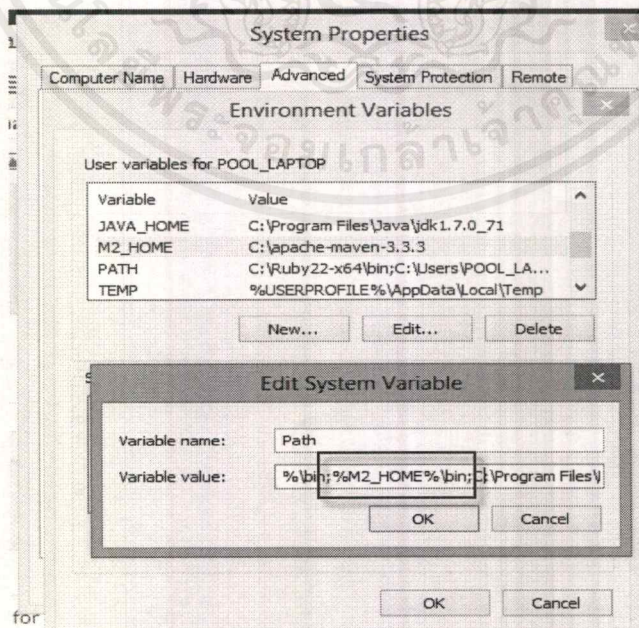 System Properties
Computer Name Hardware Advanced System Protection Remote
Environment Variables
User variables for POOL_LAPTOP
Variable Value
JAVA_HOME C:\Program Files\Java\jdk1.7.0_71
M2_HOME C:\apache-maven-3.3.3
PATH C:\Ruby22-x64\bin;C:\Users\POOL_LA...
TEMP %USERPROFILE%\AppData\Local\Temp
New... Edit... Delete
Edit System Variable
Variable name: Path
Variable value: %\bin;%M2_HOME%\bin;C:\Program Files\
OK Cancel
for OK Cancel